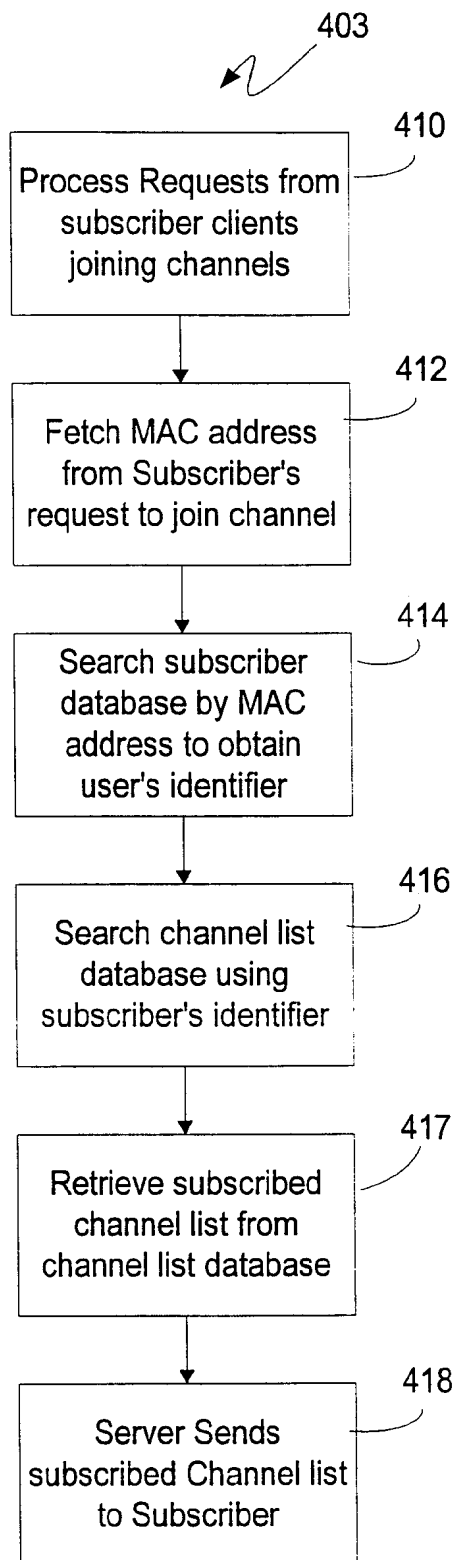 403
410
Process Requests from
subscriber clients
joining channels
412
Fetch MAC address
from Subscriber's
request to join channel
414
Search subscriber
database by MAC
address to obtain
user's identifier
416
Search channel list
database using
subscriber's identifier
417
Retrieve subscribed
channel list from
channel list database
418
Server Sends
subscribed Channel list
to Subscriber